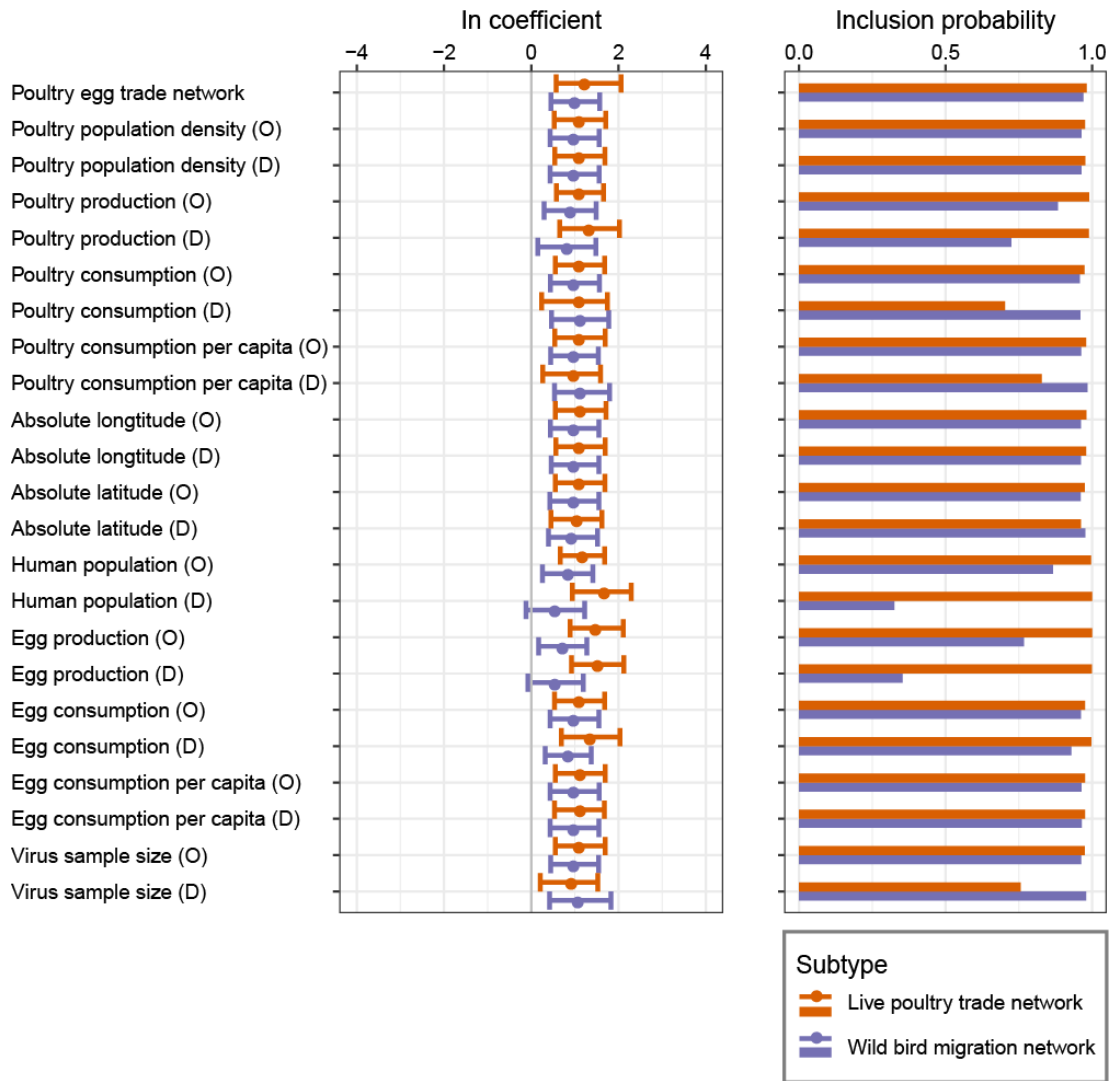 ln coefficient
Inclusion probability
−4 −2 0 2 4
0.0 0.5 1.0
Poultry egg trade network
Poultry population density (O)
Poultry population density (D)
Poultry production (O)
Poultry production (D)
Poultry consumption (O)
Poultry consumption (D)
Poultry consumption per capita (O)
Poultry consumption per capita (D)
Absolute longtitude (O)
Absolute longtitude (D)
Absolute latitude (O)
Absolute latitude (D)
Human population (O)
Human population (D)
Egg production (O)
Egg production (D)
Egg consumption (O)
Egg consumption (D)
Egg consumption per capita (O)
Egg consumption per capita (D)
Virus sample size (O)
Virus sample size (D)
Subtype
Live poultry trade network
Wild bird migration network